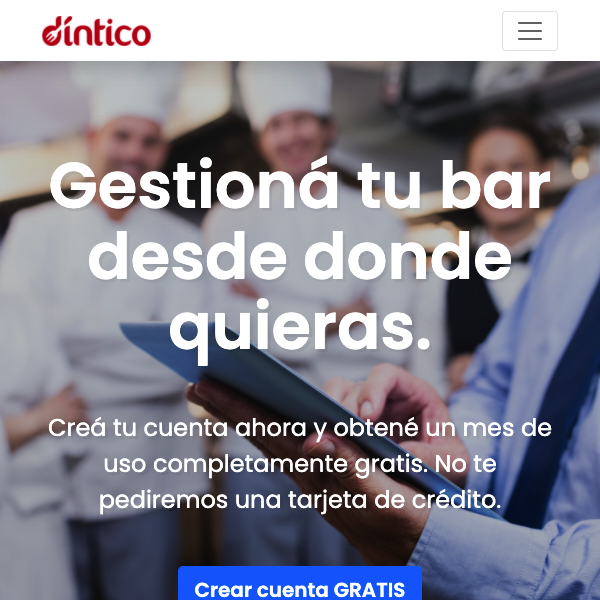 dintico
Gestioná tu bar
desde donde
quieras.
Creá tu cuenta ahora y obtené un mes de
uso completamente gratis. No te
pediremos una tarjeta de crédito.
Crear cuenta GRATIS